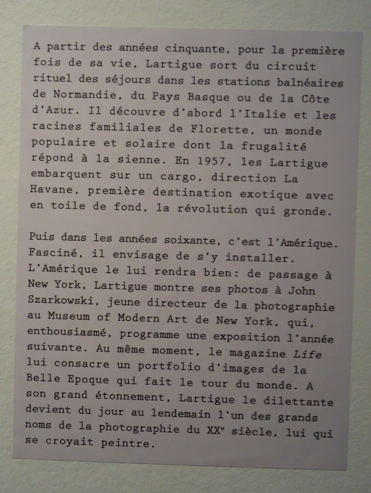 A partir des années cinquante, pour la première
fois de sa vie, Lartigue sort du circuit
rituel des séjours dans les stations balnéaires
de Normandie, du Pays Basque ou de la Côte
d'Azur. Il découvre d'abord l'Italie et les
racines familiales de Florette, un monde
populaire et solaire dont la frugalité
répond à la sienne. En 1957, les Lartigue
embarquent sur un cargo, direction La
Havane, première destination exotique avec
en toile de fond, la révolution qui gronde.

Puis dans les années soixante, c'est l'Amérique.
Fasciné, il envisage de s'y installer.
L'Amérique le lui rendra bien: de passage à
New York, Lartigue montre ses photos à John
Szarkowski, jeune directeur de la photographie
au Museum of Modern Art de New York, qui,
enthousiasmé, programme une exposition l'année
suivante. Au même moment, le magazine Life
lui consacre un portfolio d'images de la
Belle Epoque qui fait le tour du monde. A
son grand étonnement, Lartigue le dilettante
devient du jour au lendemain l'un des grands
noms de la photographie du XXe siècle, lui qui
se croyait peintre.